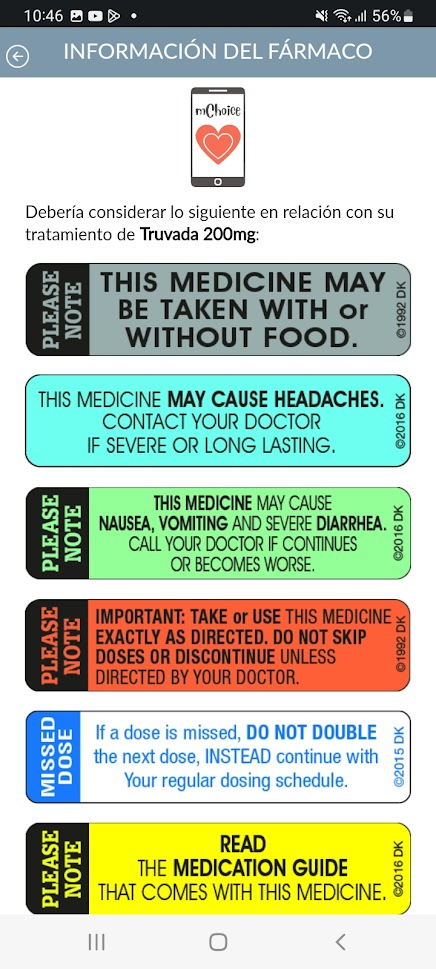 10:46
56%
INFORMACIÓN DEL FÁRMACO
mChoice
Debería considerar lo siguiente en relación con su
tratamiento de Truvada 200mg:
PLEASE
NOTE
THIS MEDICINE MAY
BE TAKEN WITH or
WITHOUT FOOD.
©1992 DK
THIS MEDICINE MAY CAUSE HEADACHES.
CONTACT YOUR DOCTOR
IF SEVERE OR LONG LASTING.
©2016 DK
PLEASE
NOTE
THIS MEDICINE MAY CAUSE
NAUSEA, VOMITING AND SEVERE DIARRHEA.
CALL YOUR DOCTOR IF CONTINUES
OR BECOMES WORSE.
©2016 DK
PLEASE
NOTE
IMPORTANT: TAKE or USE THIS MEDICINE
EXACTLY AS DIRECTED. DO NOT SKIP
DOSES OR DISCONTINUE UNLESS
DIRECTED BY YOUR DOCTOR.
©1992 DK
MISSED
DOSE
If a dose is missed, DO NOT DOUBLE
the next dose, INSTEAD continue with
Your regular dosing schedule.
©2015 DK
PLEASE
NOTE
READ
THE MEDICATION GUIDE
THAT COMES WITH THIS MEDICINE.
©2016 DK